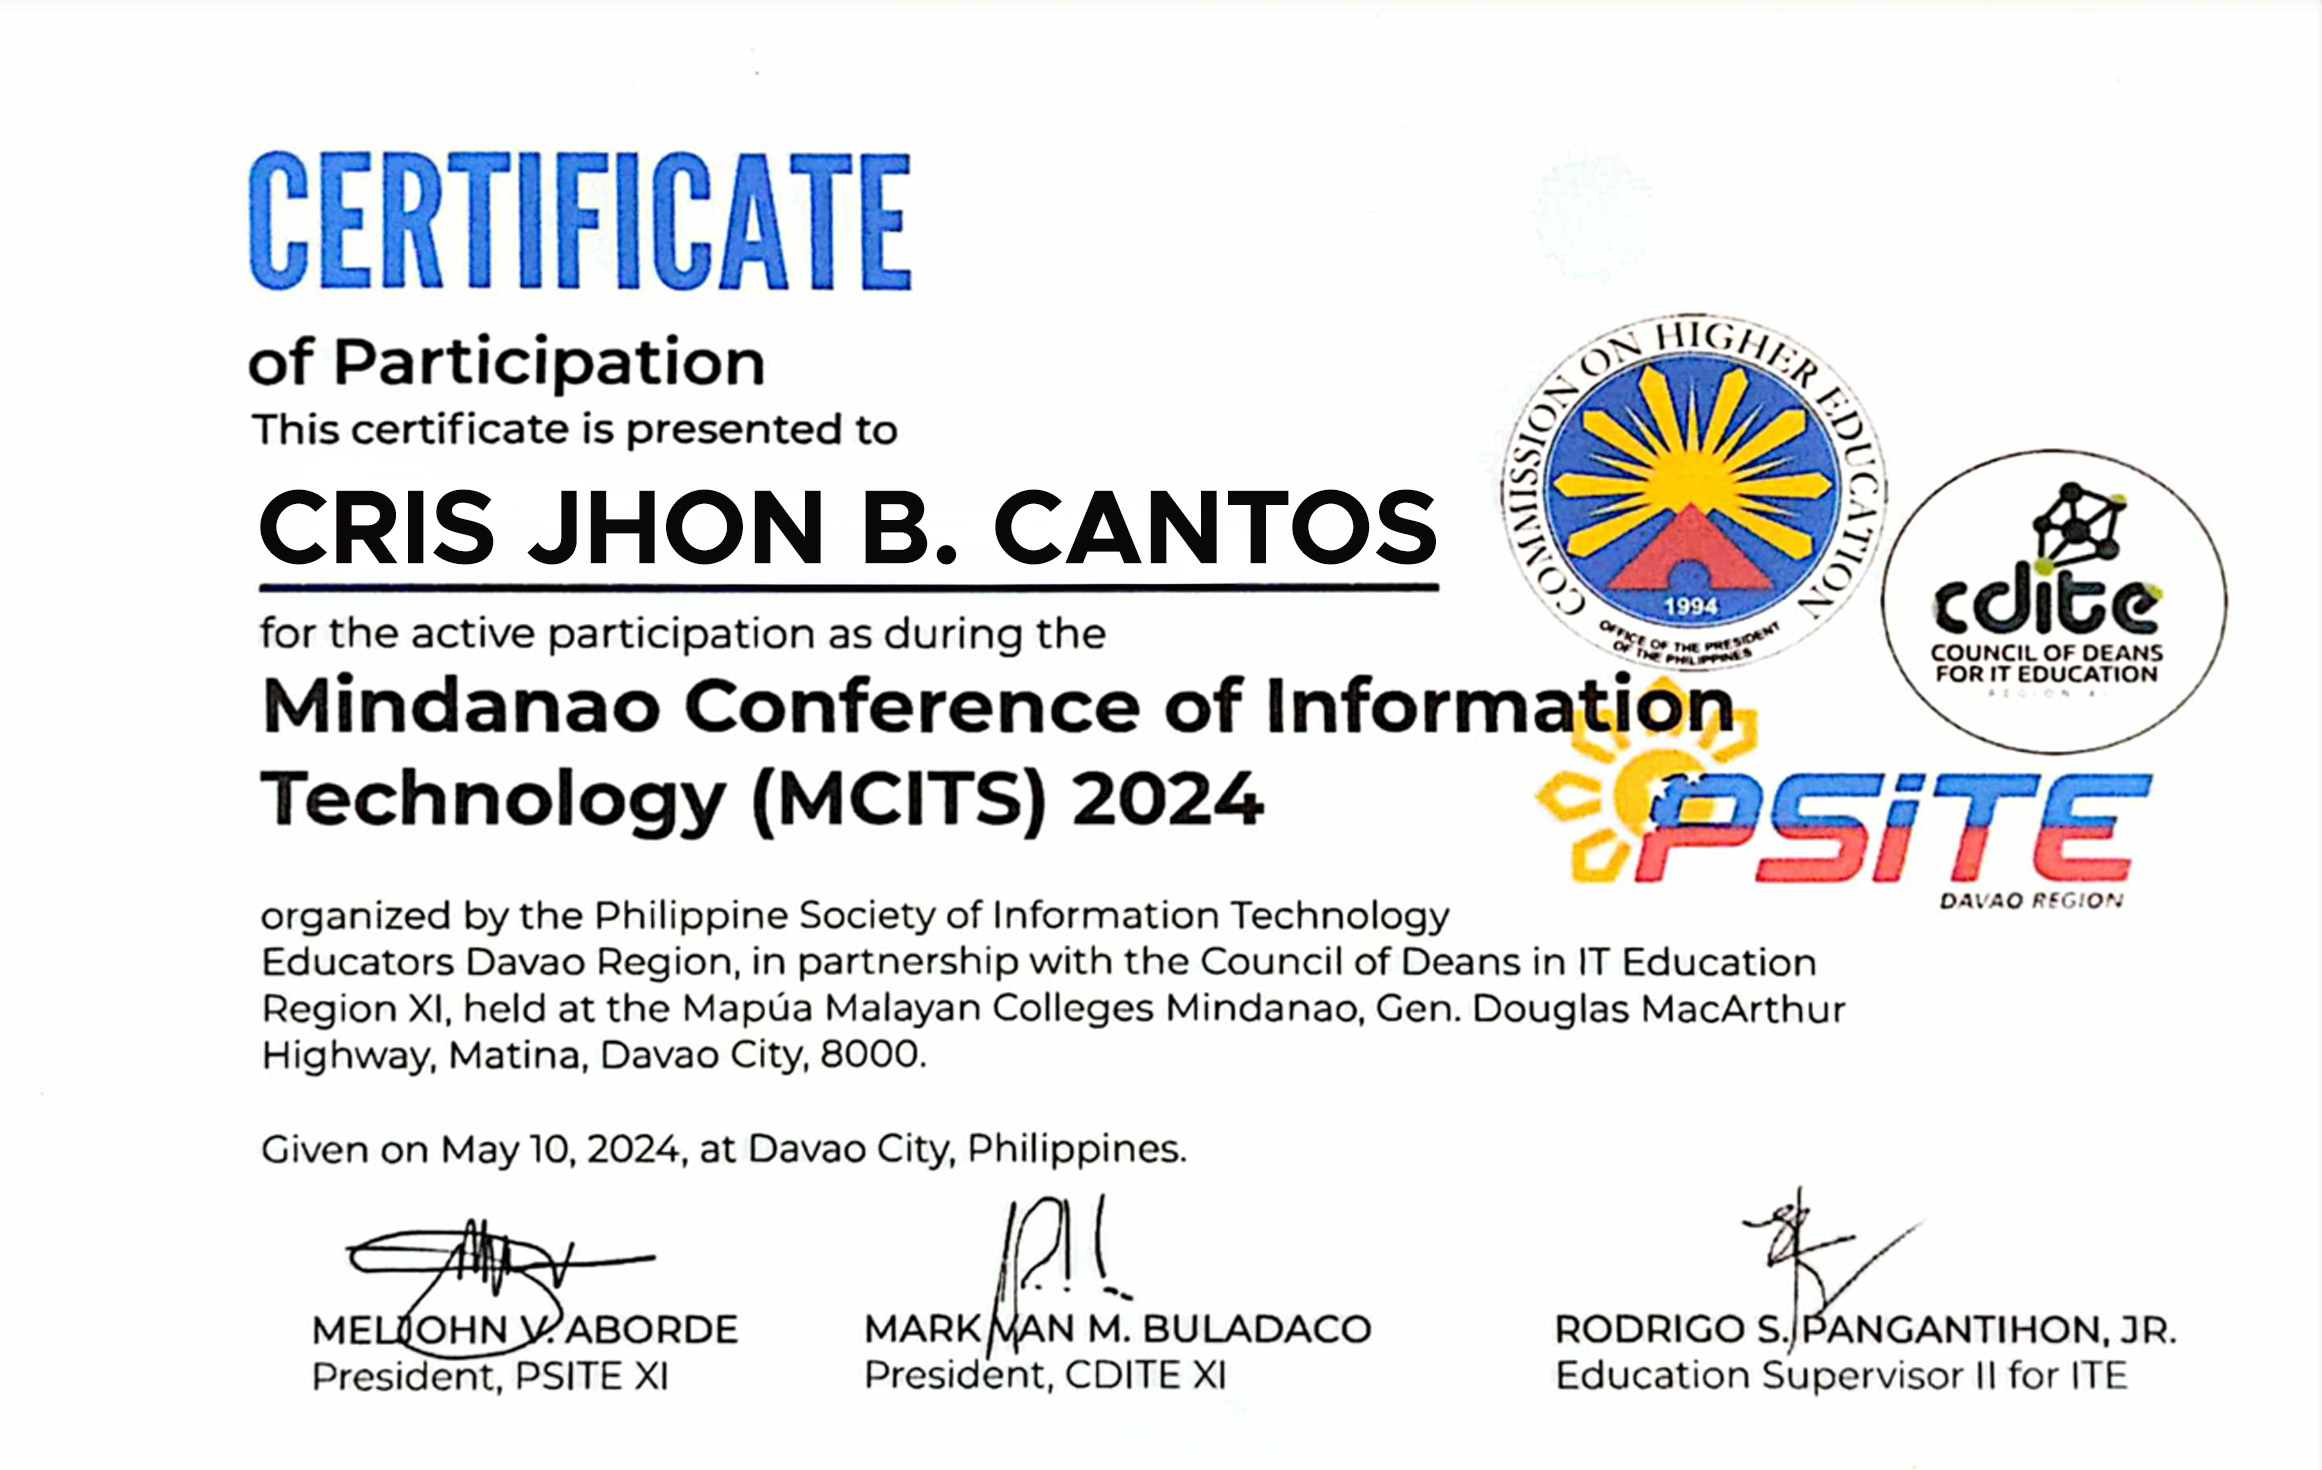 CERTIFICATE
of Participation
This certificate is presented to
CRIS JHON B. CANTOS
for the active participation as during the
Mindanao Conference of Information
Technology (MCITS) 2024
organized by the Philippine Society of Information Technology
Educators Davao Region, in partnership with the Council of Deans in IT Education
Region XI, held at the Mapúa Malayan Colleges Mindanao, Gen. Douglas MacArthur
Highway, Matina, Davao City, 8000.
Given on May 10, 2024, at Davao City, Philippines.
MELJOHN V. ABORDE
President, PSITE XI
MARK VAN M. BULADACO
President, CDITE XI
RODRIGO S. PANGANTIHON, JR.
Education Supervisor II for ITE
COMMISSION ON HIGHER EDUCATION
1994
OFFICE OF THE PRESIDENT
OF THE PHILIPPINES
cdite
COUNCIL OF DEANS
FOR IT EDUCATION
PSiTE
DAVAO REGION